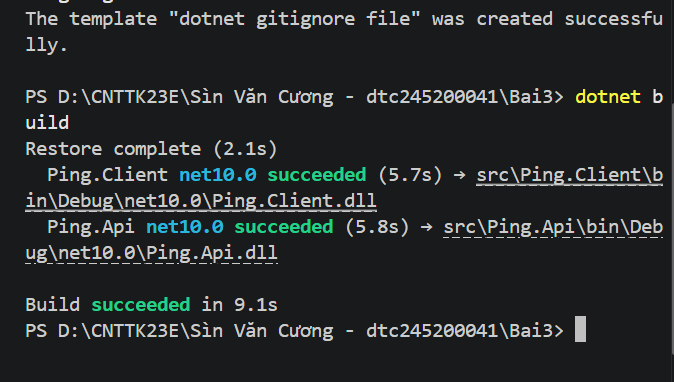 The template "dotnet gitignore file" was created successfu
lly.
PS D:\CNTTK23E\Sìn Văn Cương - dtc245200041\Bai3> dotnet b
uild
Restore complete (2.1s)
  Ping.Client net10.0 succeeded (5.7s) → src\Ping.Client\b
in\Debug\net10.0\Ping.Client.dll
  Ping.Api net10.0 succeeded (5.8s) → src\Ping.Api\bin\Deb
ug\net10.0\Ping.Api.dll
Build succeeded in 9.1s
PS D:\CNTTK23E\Sìn Văn Cương - dtc245200041\Bai3>